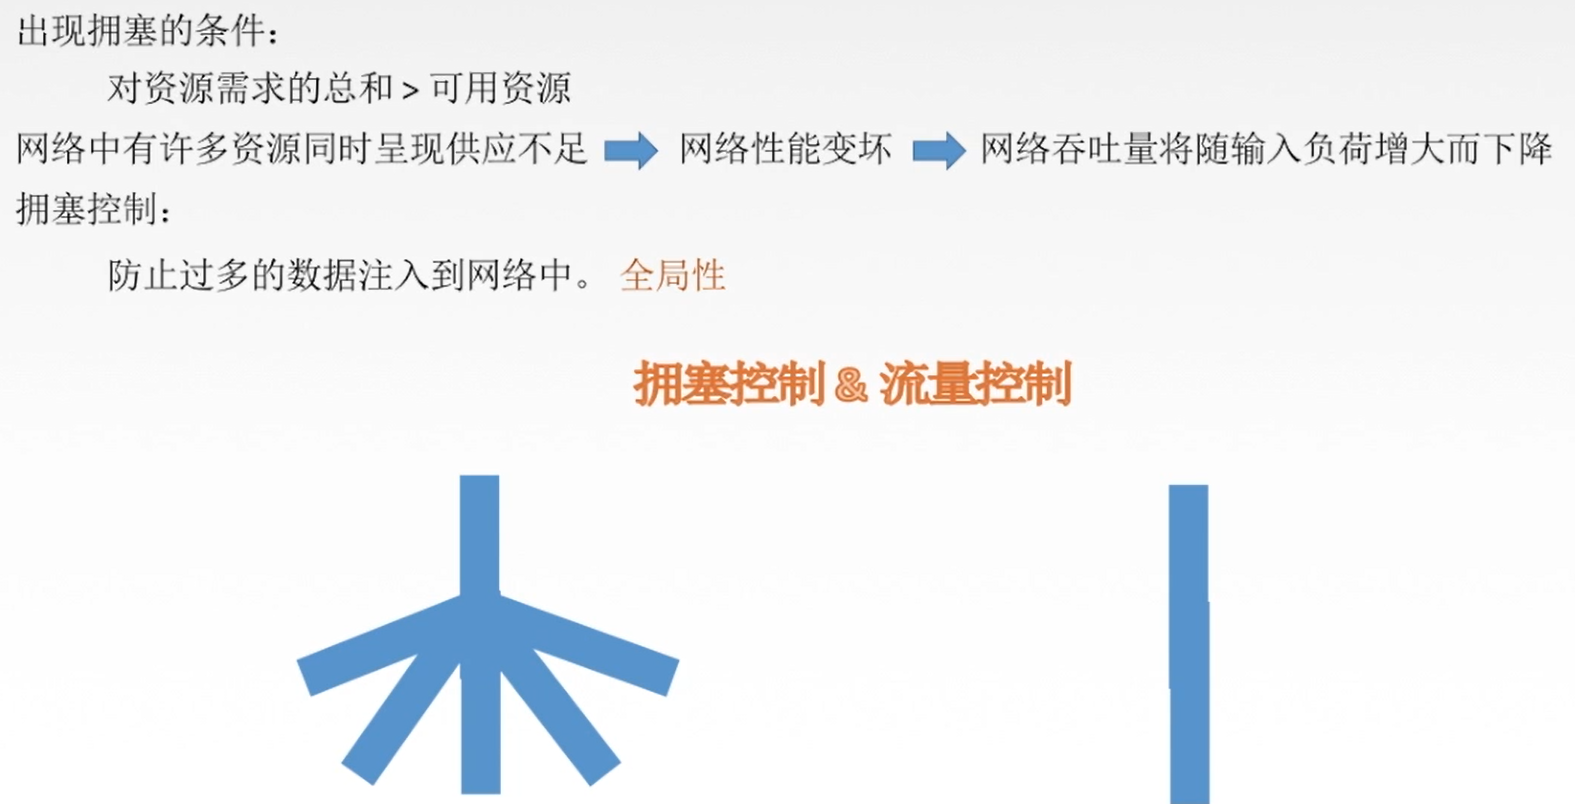 出现拥塞的条件：
对资源需求的总和 > 可用资源
网络中有许多资源同时呈现供应不足 网络性能变坏 网络吞吐量将随输入负荷增大而下降
拥塞控制：
防止过多的数据注入到网络中。 全局性
拥塞控制 & 流量控制